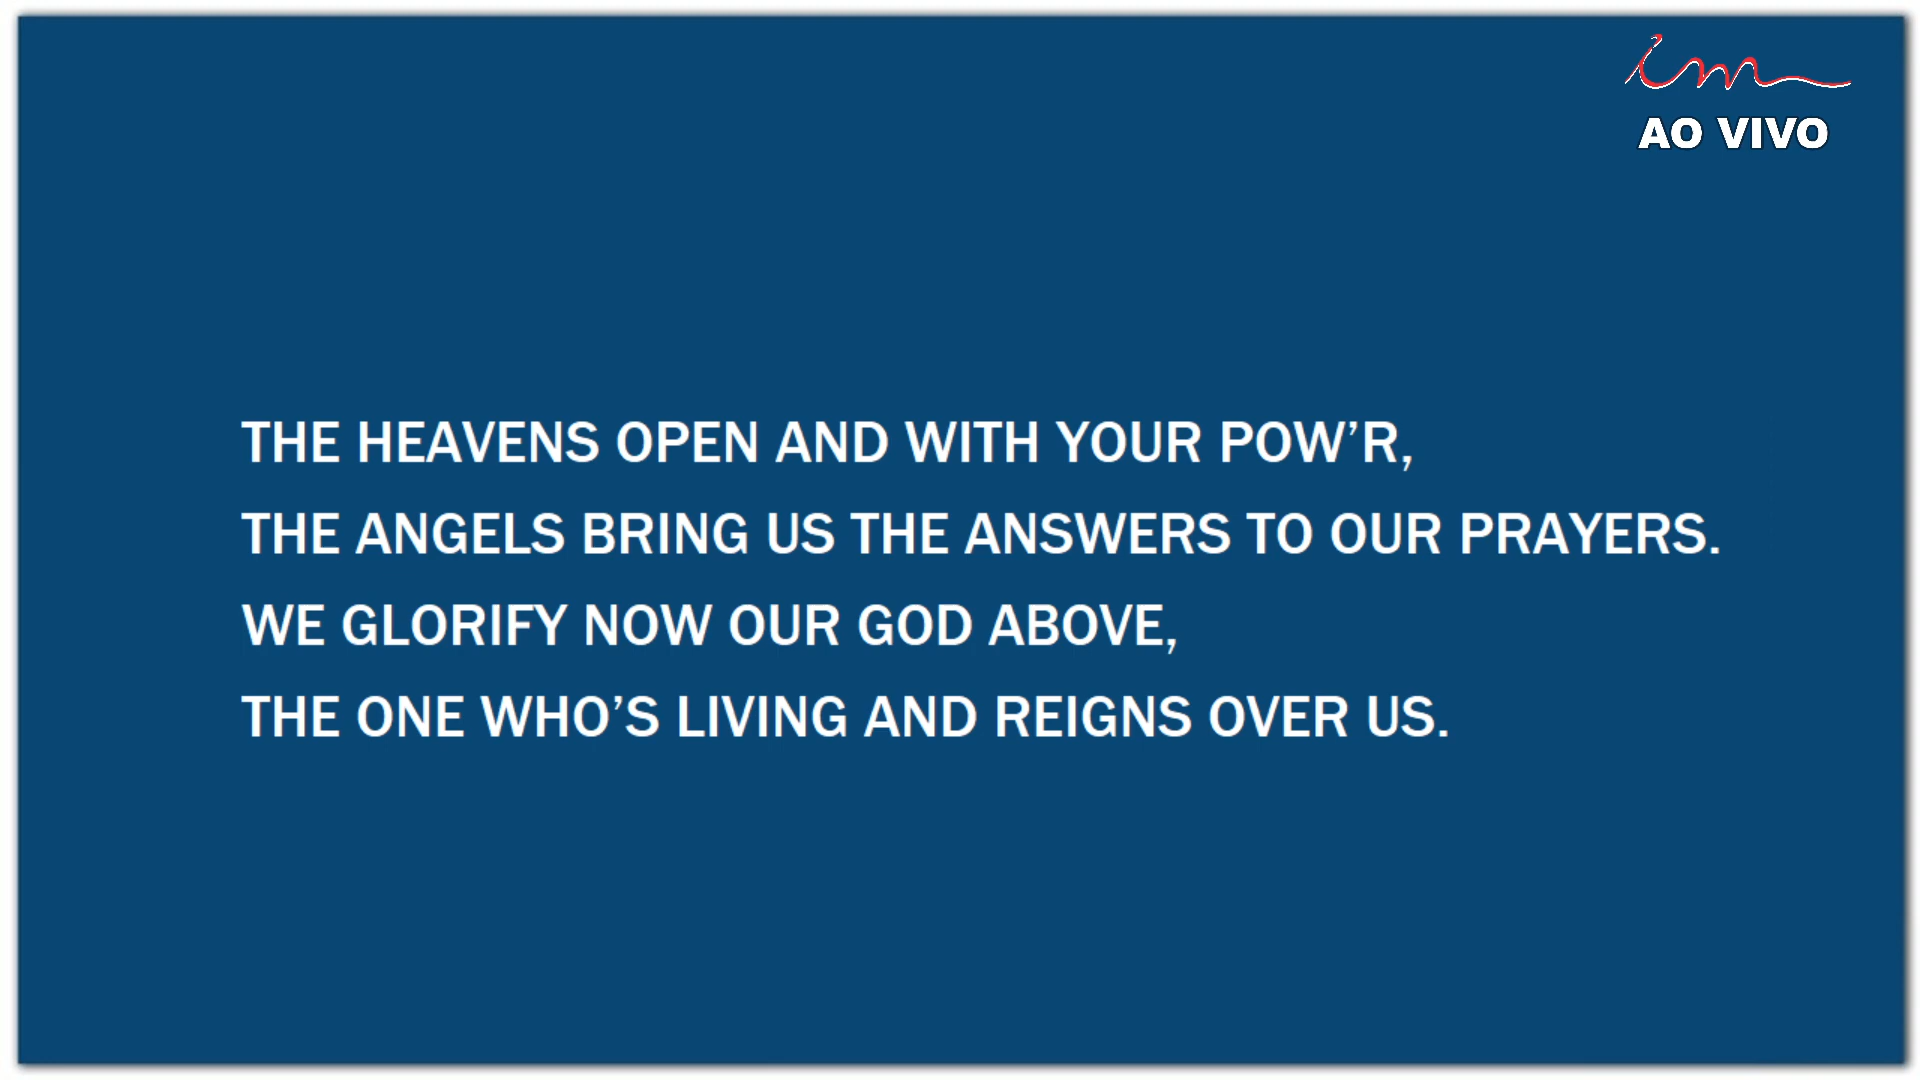 im
AO VIVO
THE HEAVENS OPEN AND WITH YOUR POW’R,
THE ANGELS BRING US THE ANSWERS TO OUR PRAYERS.
WE GLORIFY NOW OUR GOD ABOVE,
THE ONE WHO’S LIVING AND REIGNS OVER US.